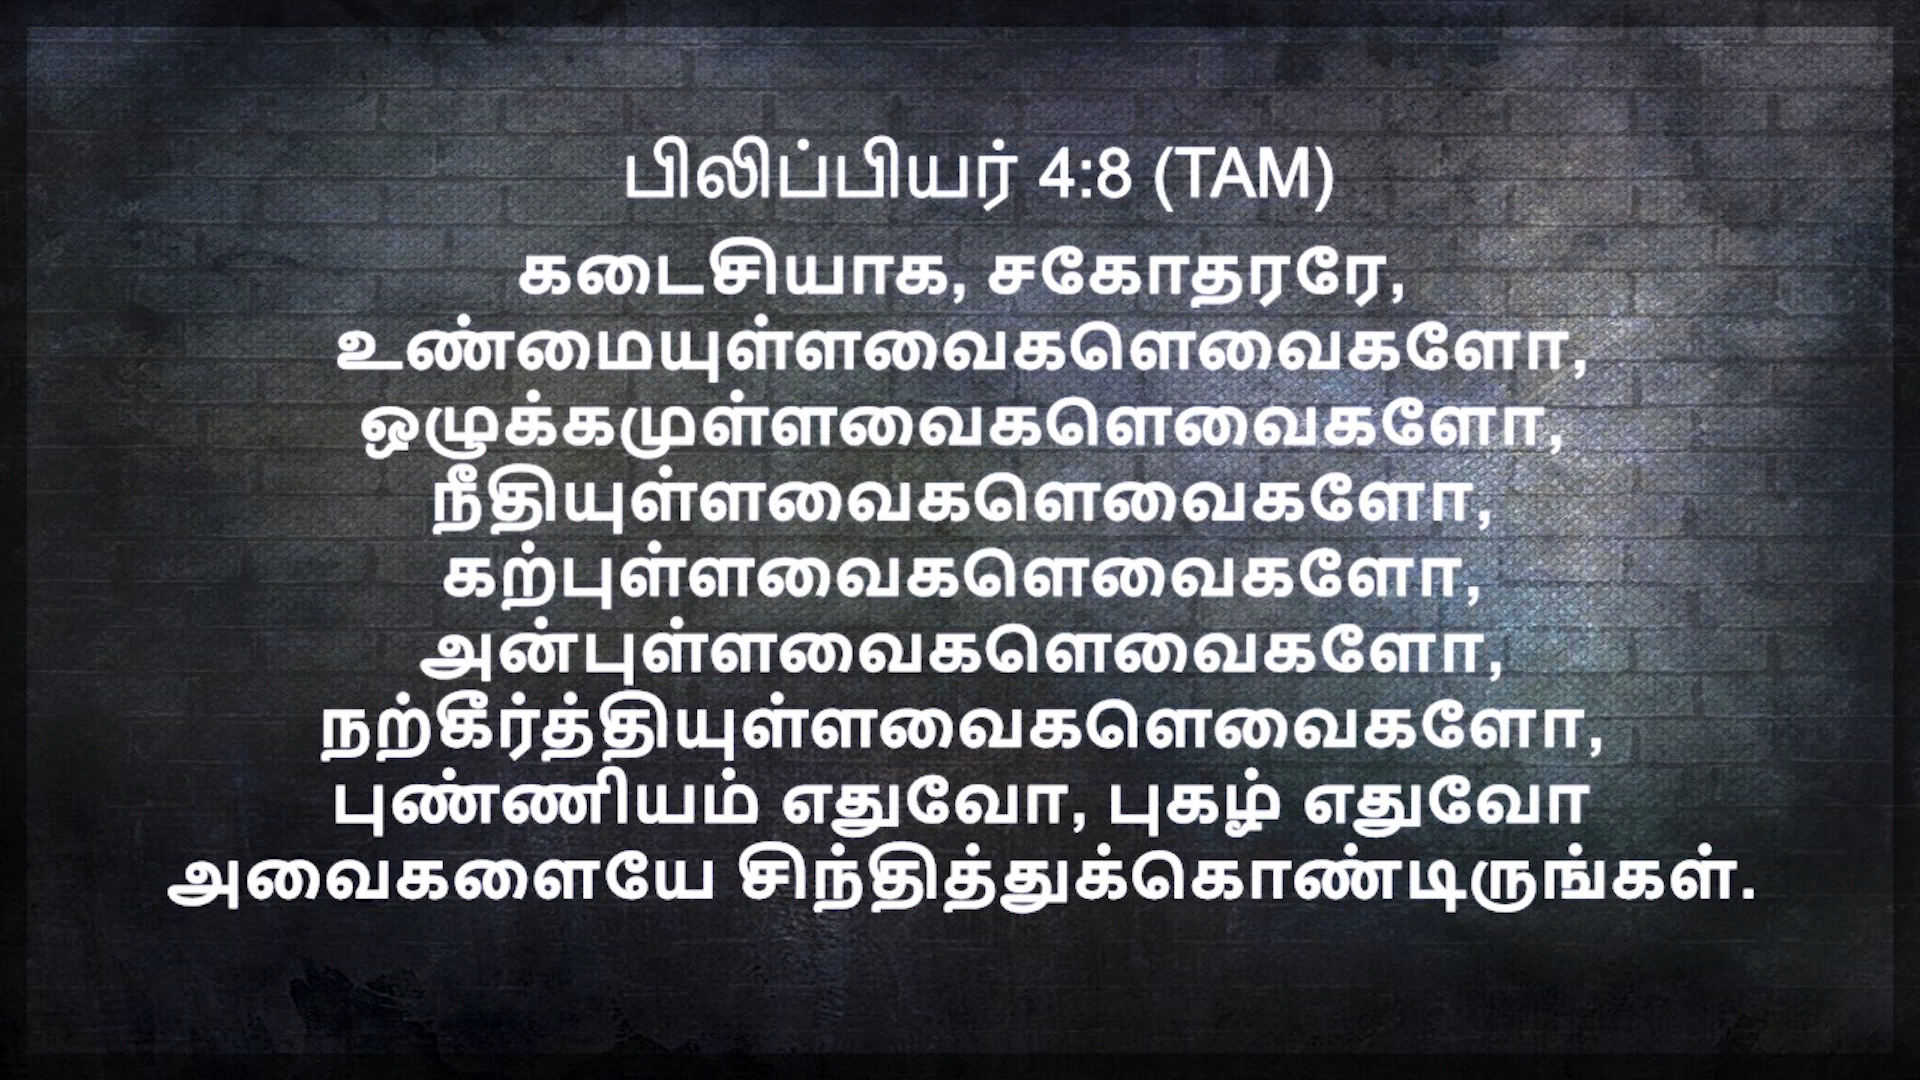 பிலிப்பியர் 4:8 (TAM)
கடைசியாக, சகோதரரே,
உண்மையுள்ளவைகளெவைகளோ,
ஒழுக்கமுள்ளவைகளெவைகளோ,
நீதியுள்ளவைகளெவைகளோ,
கற்புள்ளவைகளெவைகளோ,
அன்புள்ளவைகளெவைகளோ,
நற்கீர்த்தியுள்ளவைகளெவைகளோ,
புண்ணியம் எதுவோ, புகழ் எதுவோ
அவைகளையே சிந்தித்துக்கொண்டிருங்கள்.